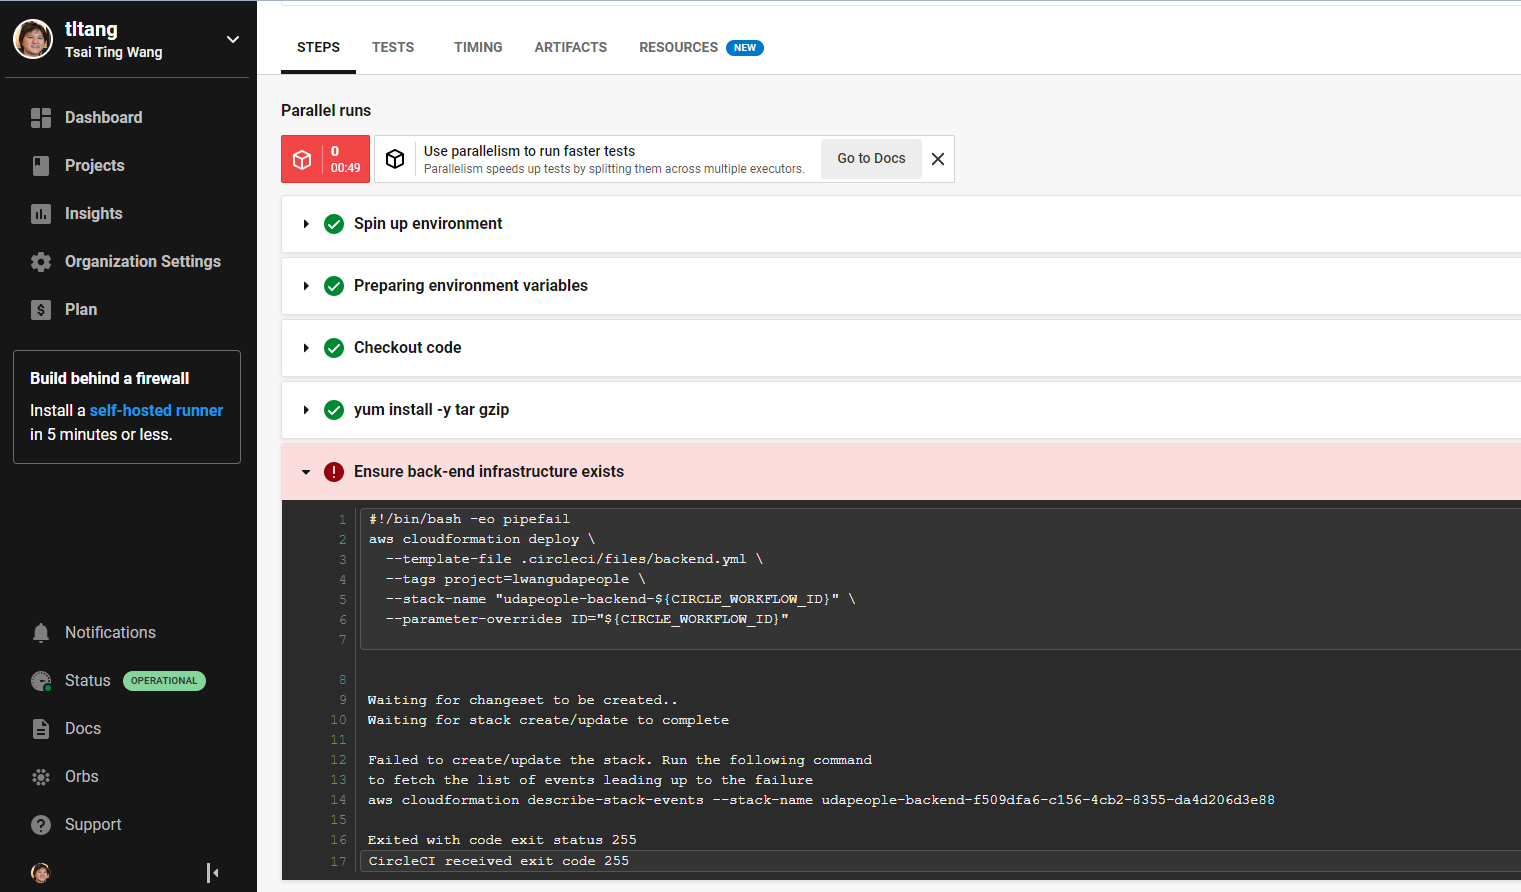 tltang
Tsai Ting Wang
Dashboard
Projects
Insights
Organization Settings
Plan
Build behind a firewall
Install a self-hosted runner
in 5 minutes or less.
Notifications
Status OPERATIONAL
Docs
Orbs
Support
STEPS TESTS TIMING ARTIFACTS RESOURCES NEW
Parallel runs
0
00:49
Use parallelism to run faster tests
Parallelism speeds up tests by splitting them across multiple executors.
Go to Docs
Spin up environment
Preparing environment variables
Checkout code
yum install -y tar gzip
Ensure back-end infrastructure exists
1 #!/bin/bash -eo pipefail
2 aws cloudformation deploy \
3 --template-file .circleci/files/backend.yml \
4 --tags project=lwangudapeople \
5 --stack-name "udapeople-backend-${CIRCLE_WORKFLOW_ID}" \
6 --parameter-overrides ID="${CIRCLE_WORKFLOW_ID}"
7
8
9 Waiting for changeset to be created..
10 Waiting for stack create/update to complete
11
12 Failed to create/update the stack. Run the following command
13 to fetch the list of events leading up to the failure
14 aws cloudformation describe-stack-events --stack-name udapeople-backend-f509dfa6-c156-4cb2-8355-da4d206d3e88
15
16 Exited with code exit status 255
17 CircleCI received exit code 255